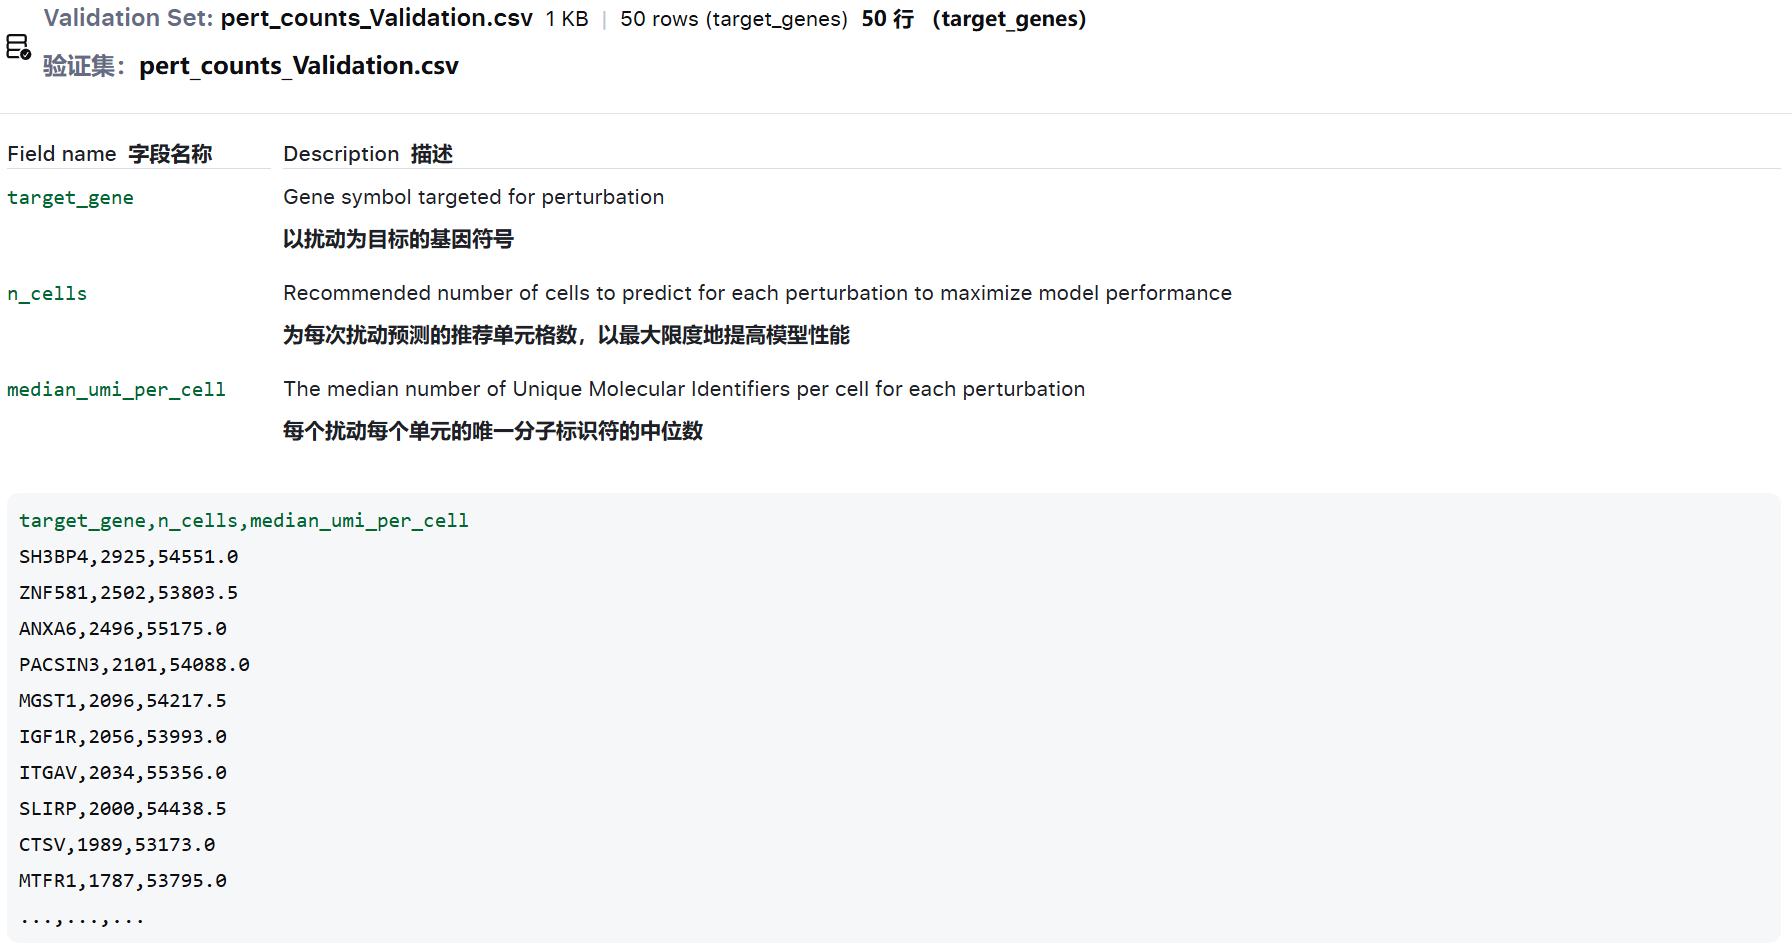 Validation Set: pert_counts_Validation.csv 1 KB | 50 rows (target_genes) 50 行 （target_genes）
验证集：pert_counts_Validation.csv
Field name 字段名称 Description 描述
target_gene Gene symbol targeted for perturbation
以扰动为目标的基因符号
n_cells Recommended number of cells to predict for each perturbation to maximize model performance
为每次扰动预测的推荐单元格数，以最大限度地提高模型性能
median_umi_per_cell The median number of Unique Molecular Identifiers per cell for each perturbation
每个扰动每个单元的唯一分子标识符的中位数
target_gene,n_cells,median_umi_per_cell
SH3BP4,2925,54551.0
ZNF581,2502,53803.5
ANXA6,2496,55175.0
PACSIN3,2101,54088.0
MGST1,2096,54217.5
IGF1R,2056,53993.0
ITGAV,2034,55356.0
SLIRP,2000,54438.5
CTSV,1989,53173.0
MTFR1,1787,53795.0
...,...,...